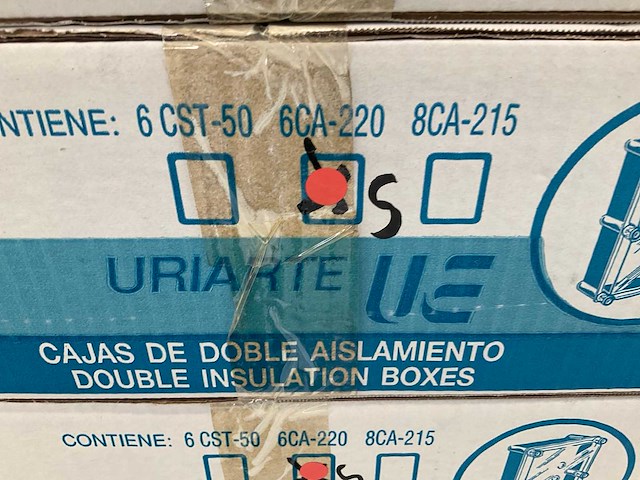 NTIENE: 6 CST-50 6CA-220 8CA-215
S
URIARTE UE
CAJAS DE DOBLE AISLAMIENTO
DOUBLE INSULATION BOXES
CONTIENE: 6 CST-50 6CA-220 8CA-215
S